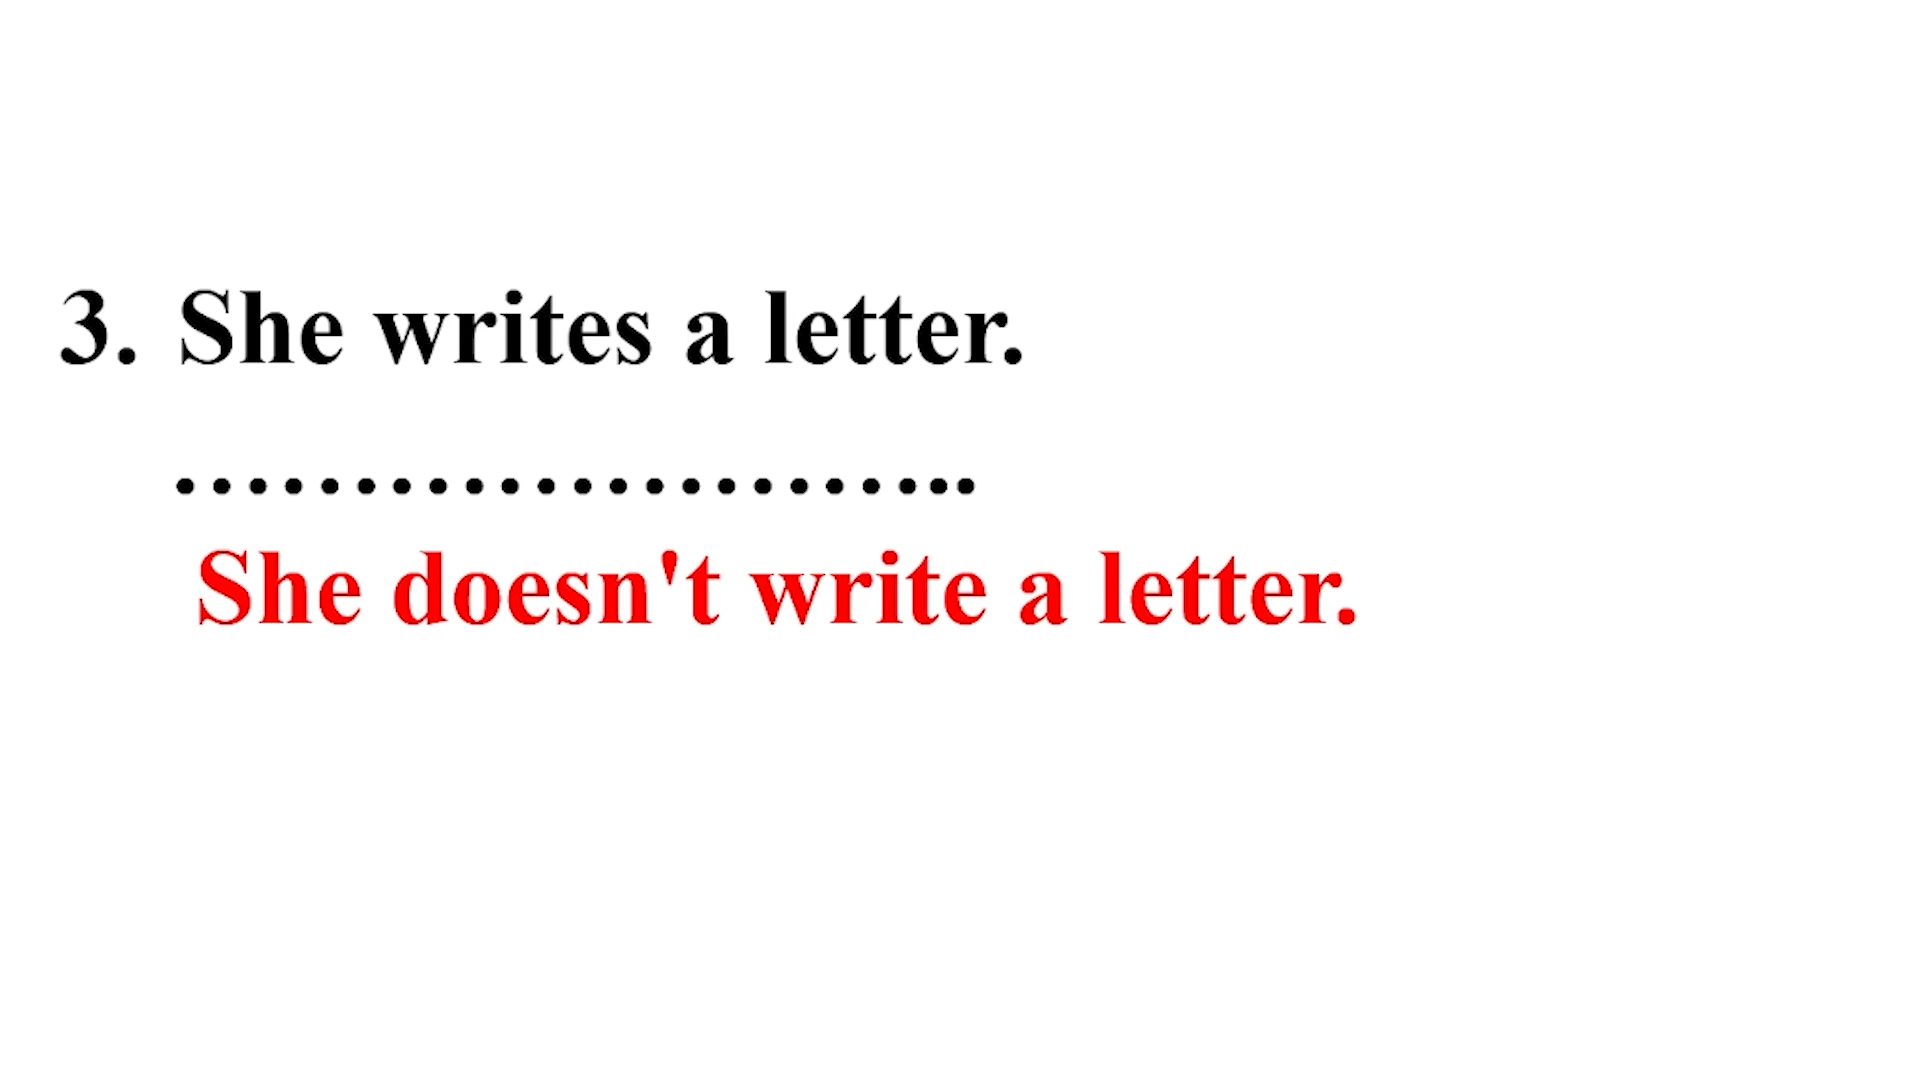 3. She writes a letter.
……………………..
She doesn't write a letter.